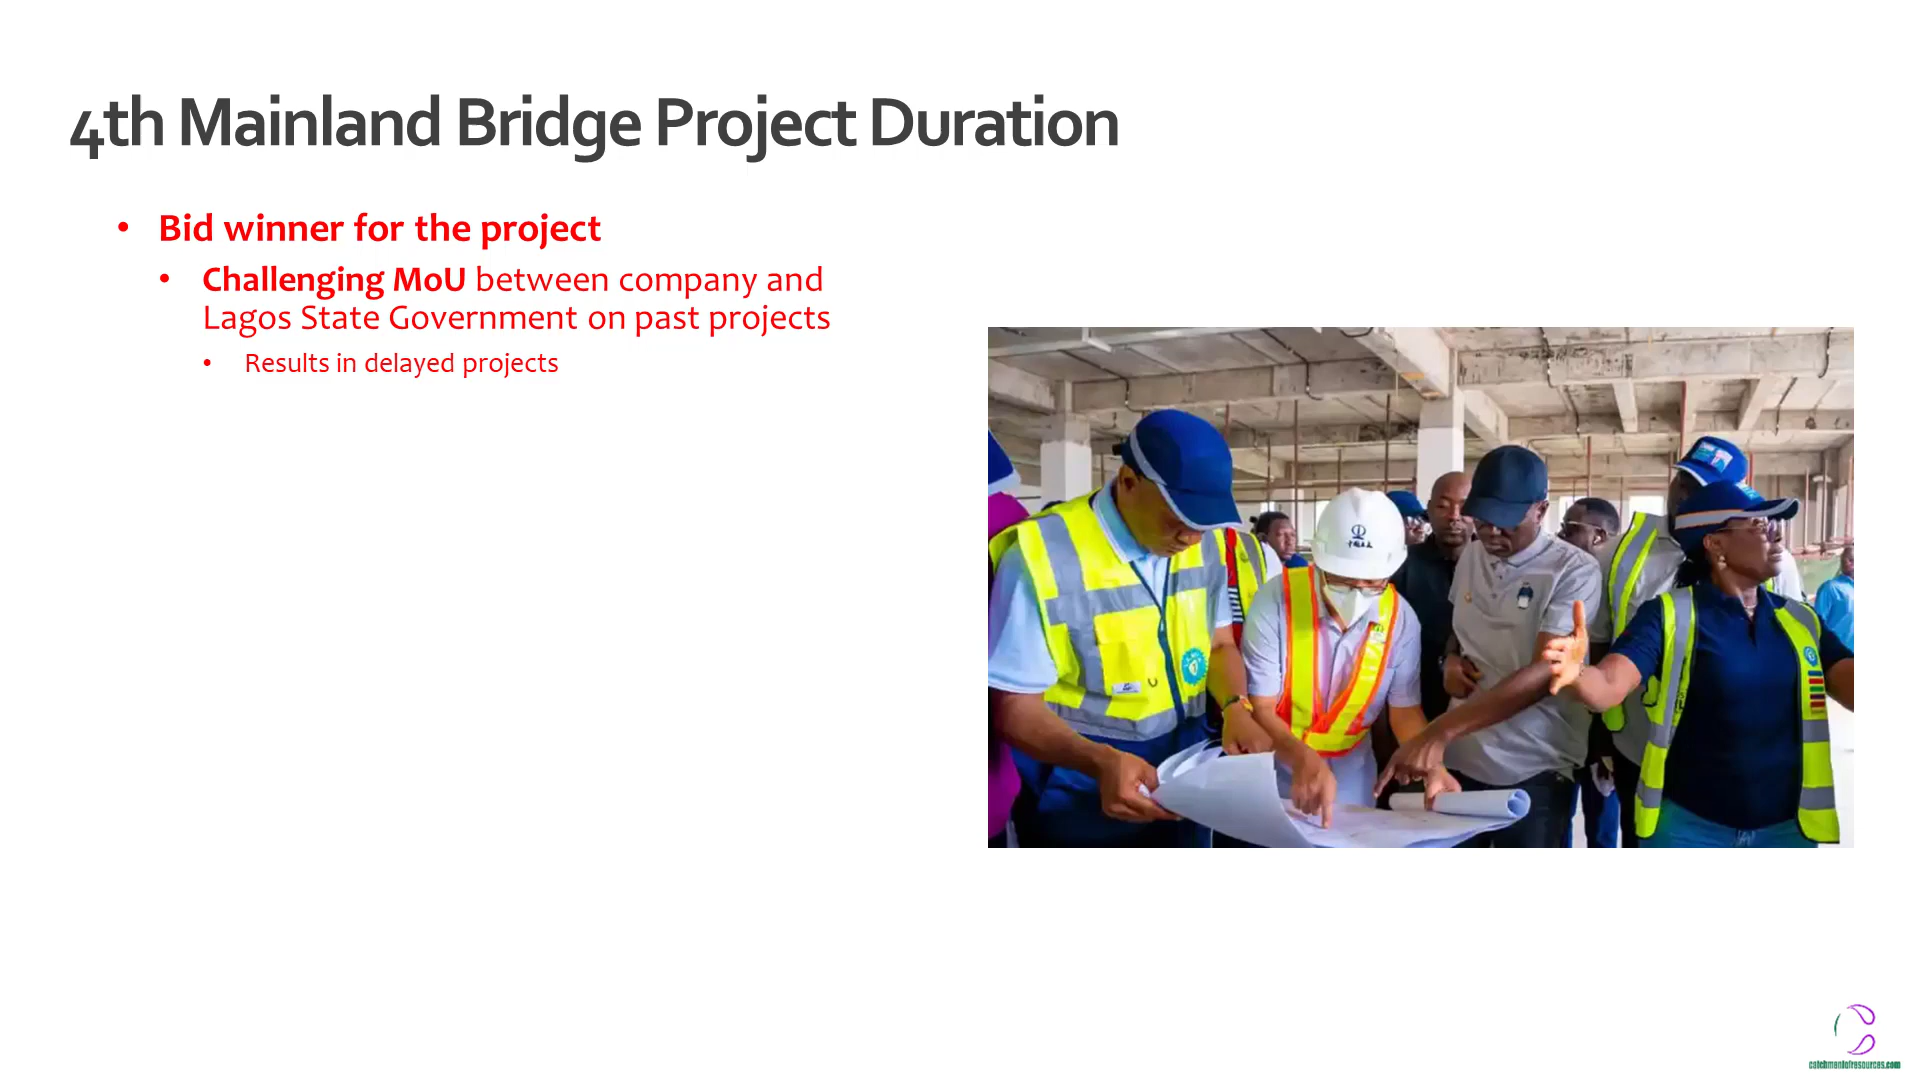 4th Mainland Bridge Project Duration
• Bid winner for the project
• Challenging MoU between company and
Lagos State Government on past projects
• Results in delayed projects
catchmentofresources.com